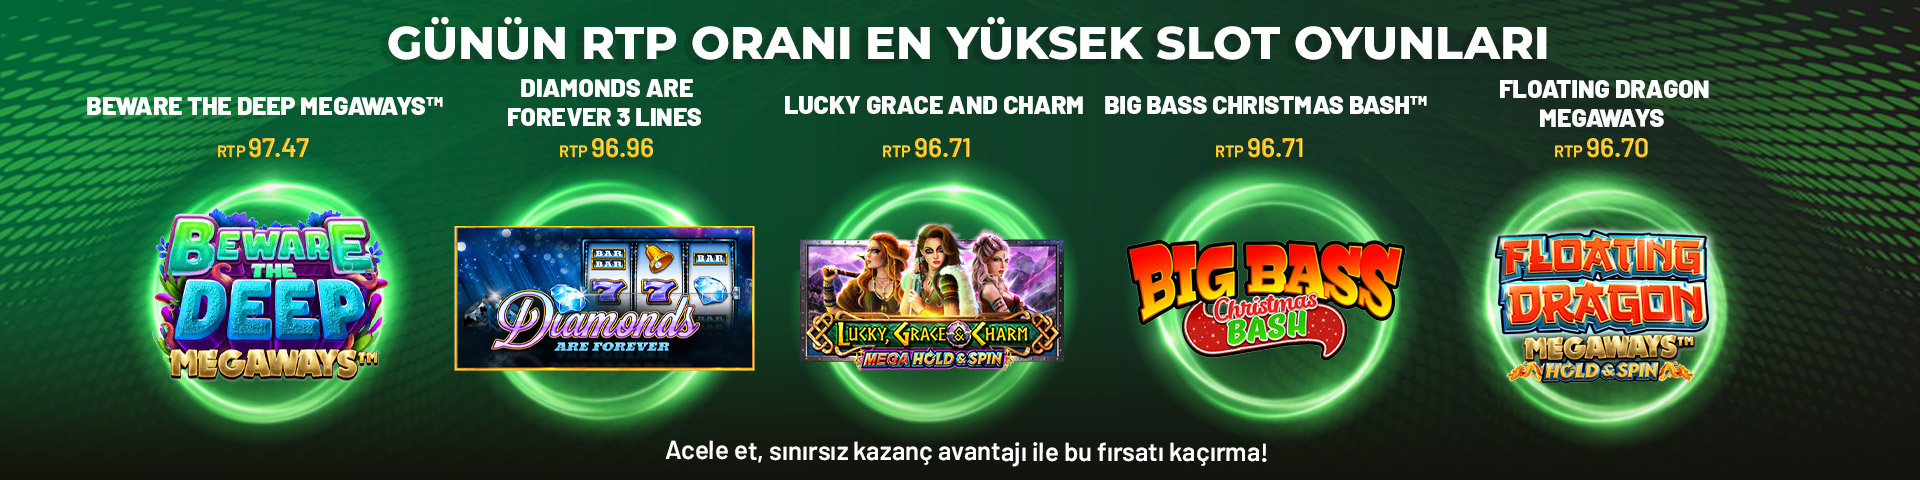 GÜNÜN RTP ORANI EN YÜKSEK SLOT OYUNLARI
BEWARE THE DEEP MEGAWAYS™
RTP 97.47
DIAMONDS ARE
FOREVER 3 LINES
RTP 96.96
LUCKY GRACE AND CHARM
RTP 96.71
BIG BASS CHRISTMAS BASH™
RTP 96.71
FLOATING DRAGON
MEGAWAYS
RTP 96.70
BEWARE
THE
DEEP
MEGAWAYS™
BAR
BAR
BAR
7 7
Diamonds
ARE FOREVER
LUCKY, GRACE & CHARM
MEGA HOLD & SPIN
BIG BASS
Christmas
BASH
FLOATING
DRAGON
MEGAWAYS™
HOLD & SPIN
Acele et, sınırsız kazanç avantajı ile bu fırsatı kaçırma!